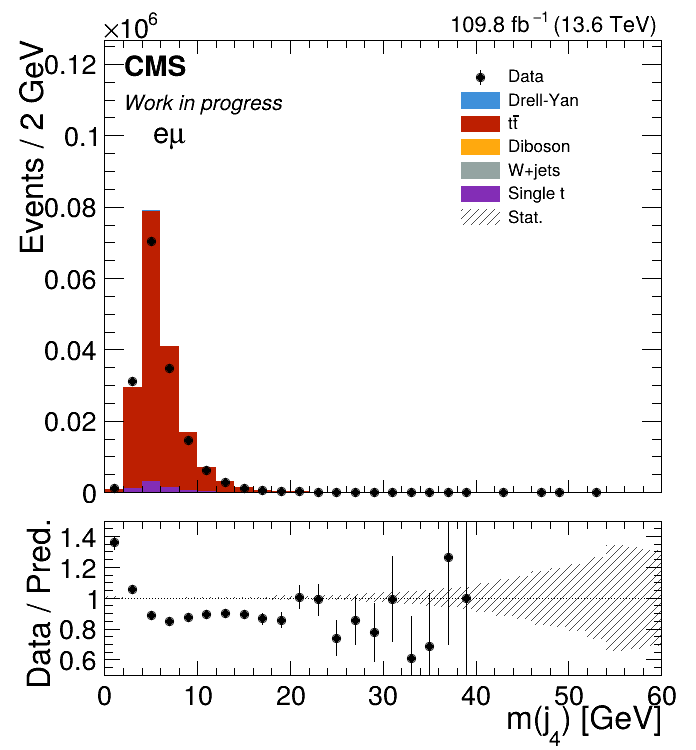 ×10⁶
109.8 fb⁻¹ (13.6 TeV)
CMS
Work in progress
eμ
Data
Drell-Yan
tt̄
Diboson
W+jets
Single t
Stat.
Events / 2 GeV
0.12
0.1
0.08
0.06
0.04
0.02
0
Data / Pred.
1.4
1.2
1
0.8
0.6
0 10 20 30 40 50 60
m(j₄) [GeV]